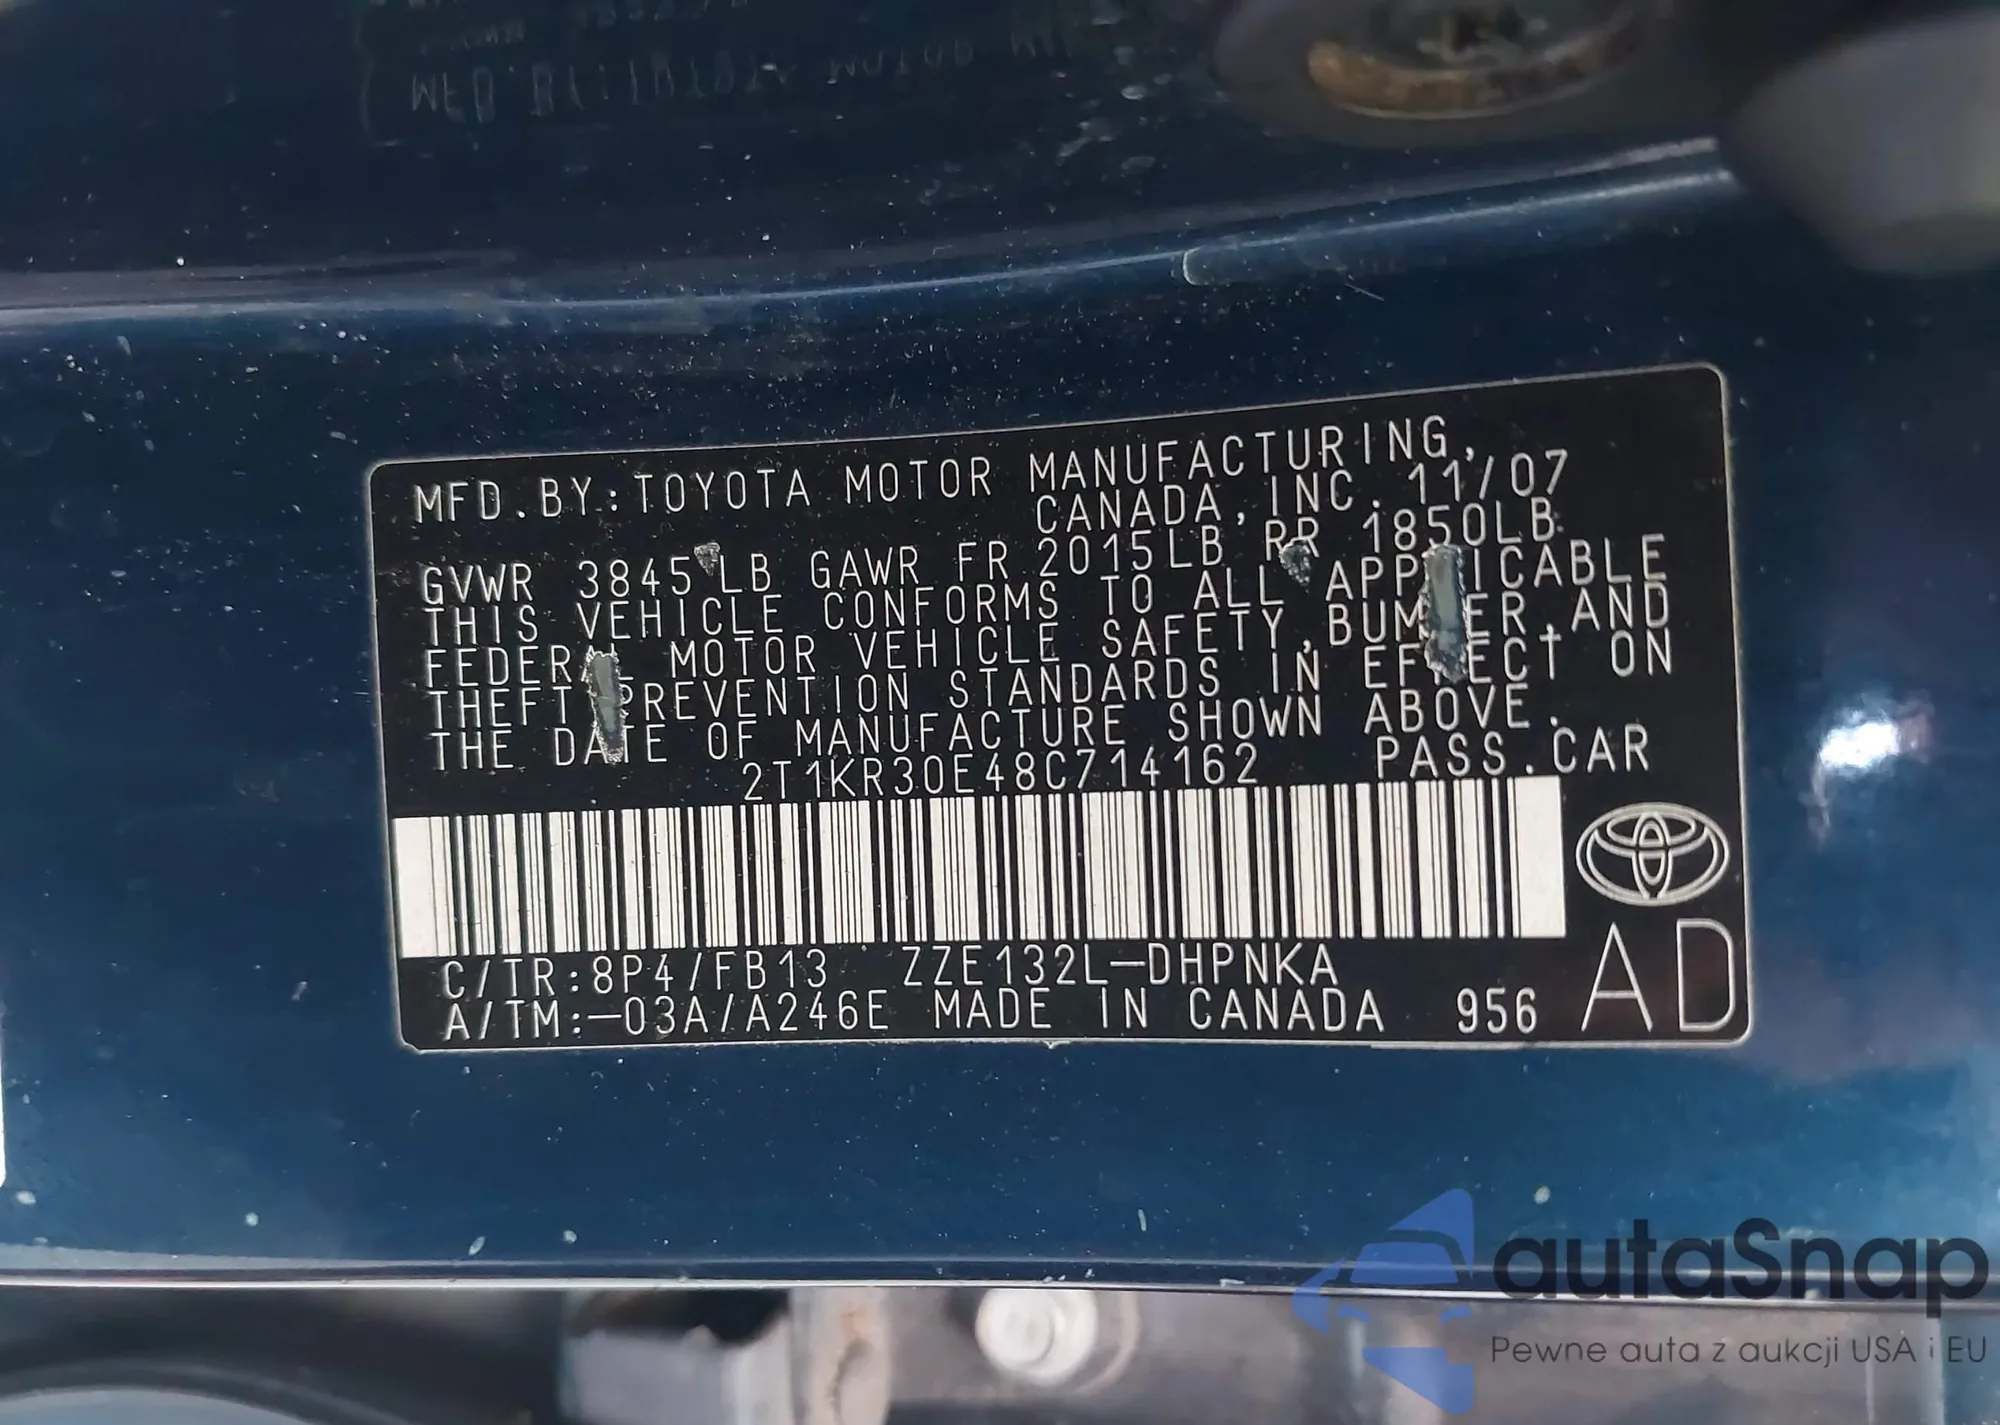 MFD.BY:TOYOTA MOTOR MANUFACTURING,
CANADA, INC. 11/07
GVWR 3845 LB GAWR FR 2015LB RR 1850LB
THIS VEHICLE CONFORMS TO ALL APPLICABLE
FEDERAL MOTOR VEHICLE SAFETY, BUMPER, AND
THEFT PREVENTION STANDARDS IN EFFECT ON
THE DATE OF MANUFACTURE SHOWN ABOVE.
2T1KR30E48C714162 PASS.CAR
C/TR:8P4/FB13 ZZE132L-DHPNKA
A/TM:-03A/A246E MADE IN CANADA 956
AD
autaSnap
Pewne auta z aukcji USA i EU